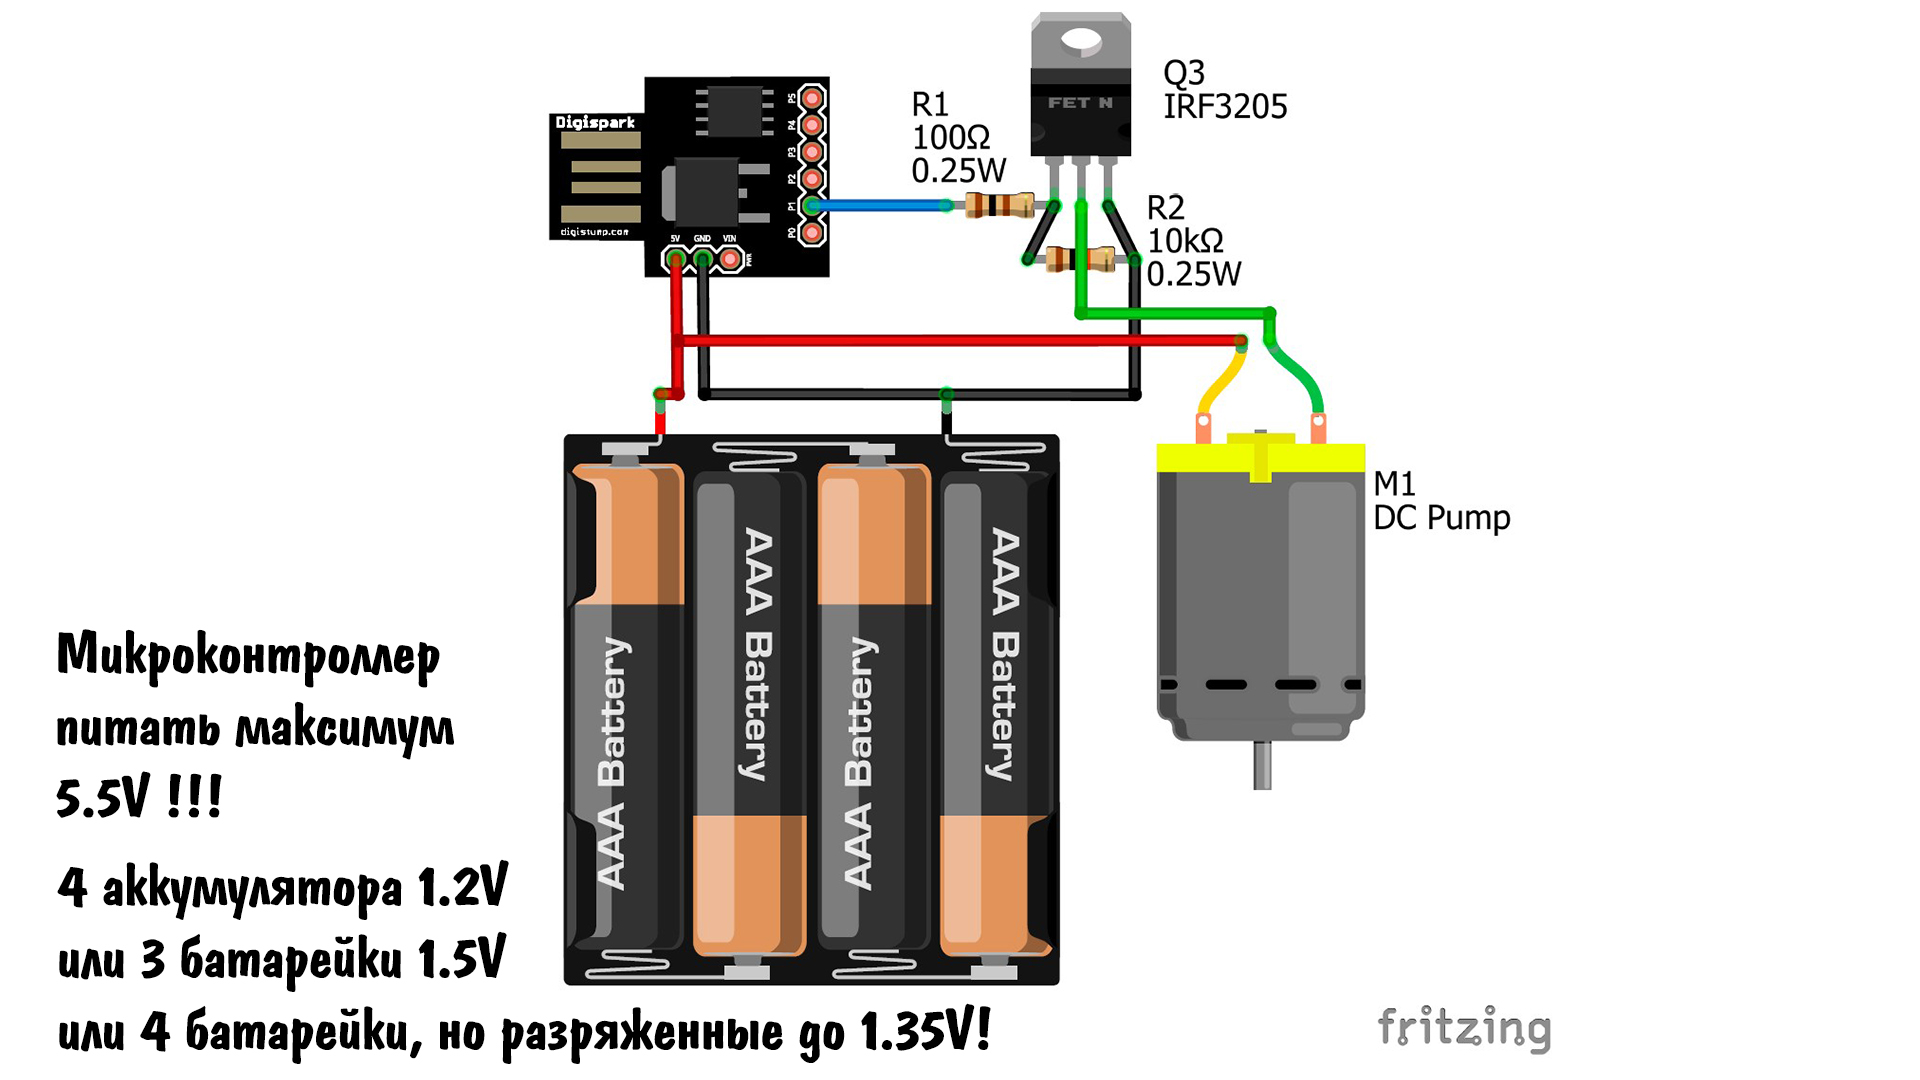 Digispark
digistump.com
P5
P4
P3
P2
P1
P0
5V GND VIN
PWR
R1
100Ω
0.25W
FET N
Q3
IRF3205
R2
10kΩ
0.25W
M1
DC Pump
AAA Battery
AAA Battery
AAA Battery
AAA Battery
Микроконтроллер
питать максимум
5.5V !!!
4 аккумулятора 1.2V
или 3 батарейки 1.5V
или 4 батарейки, но разряженные до 1.35V!
fritzing